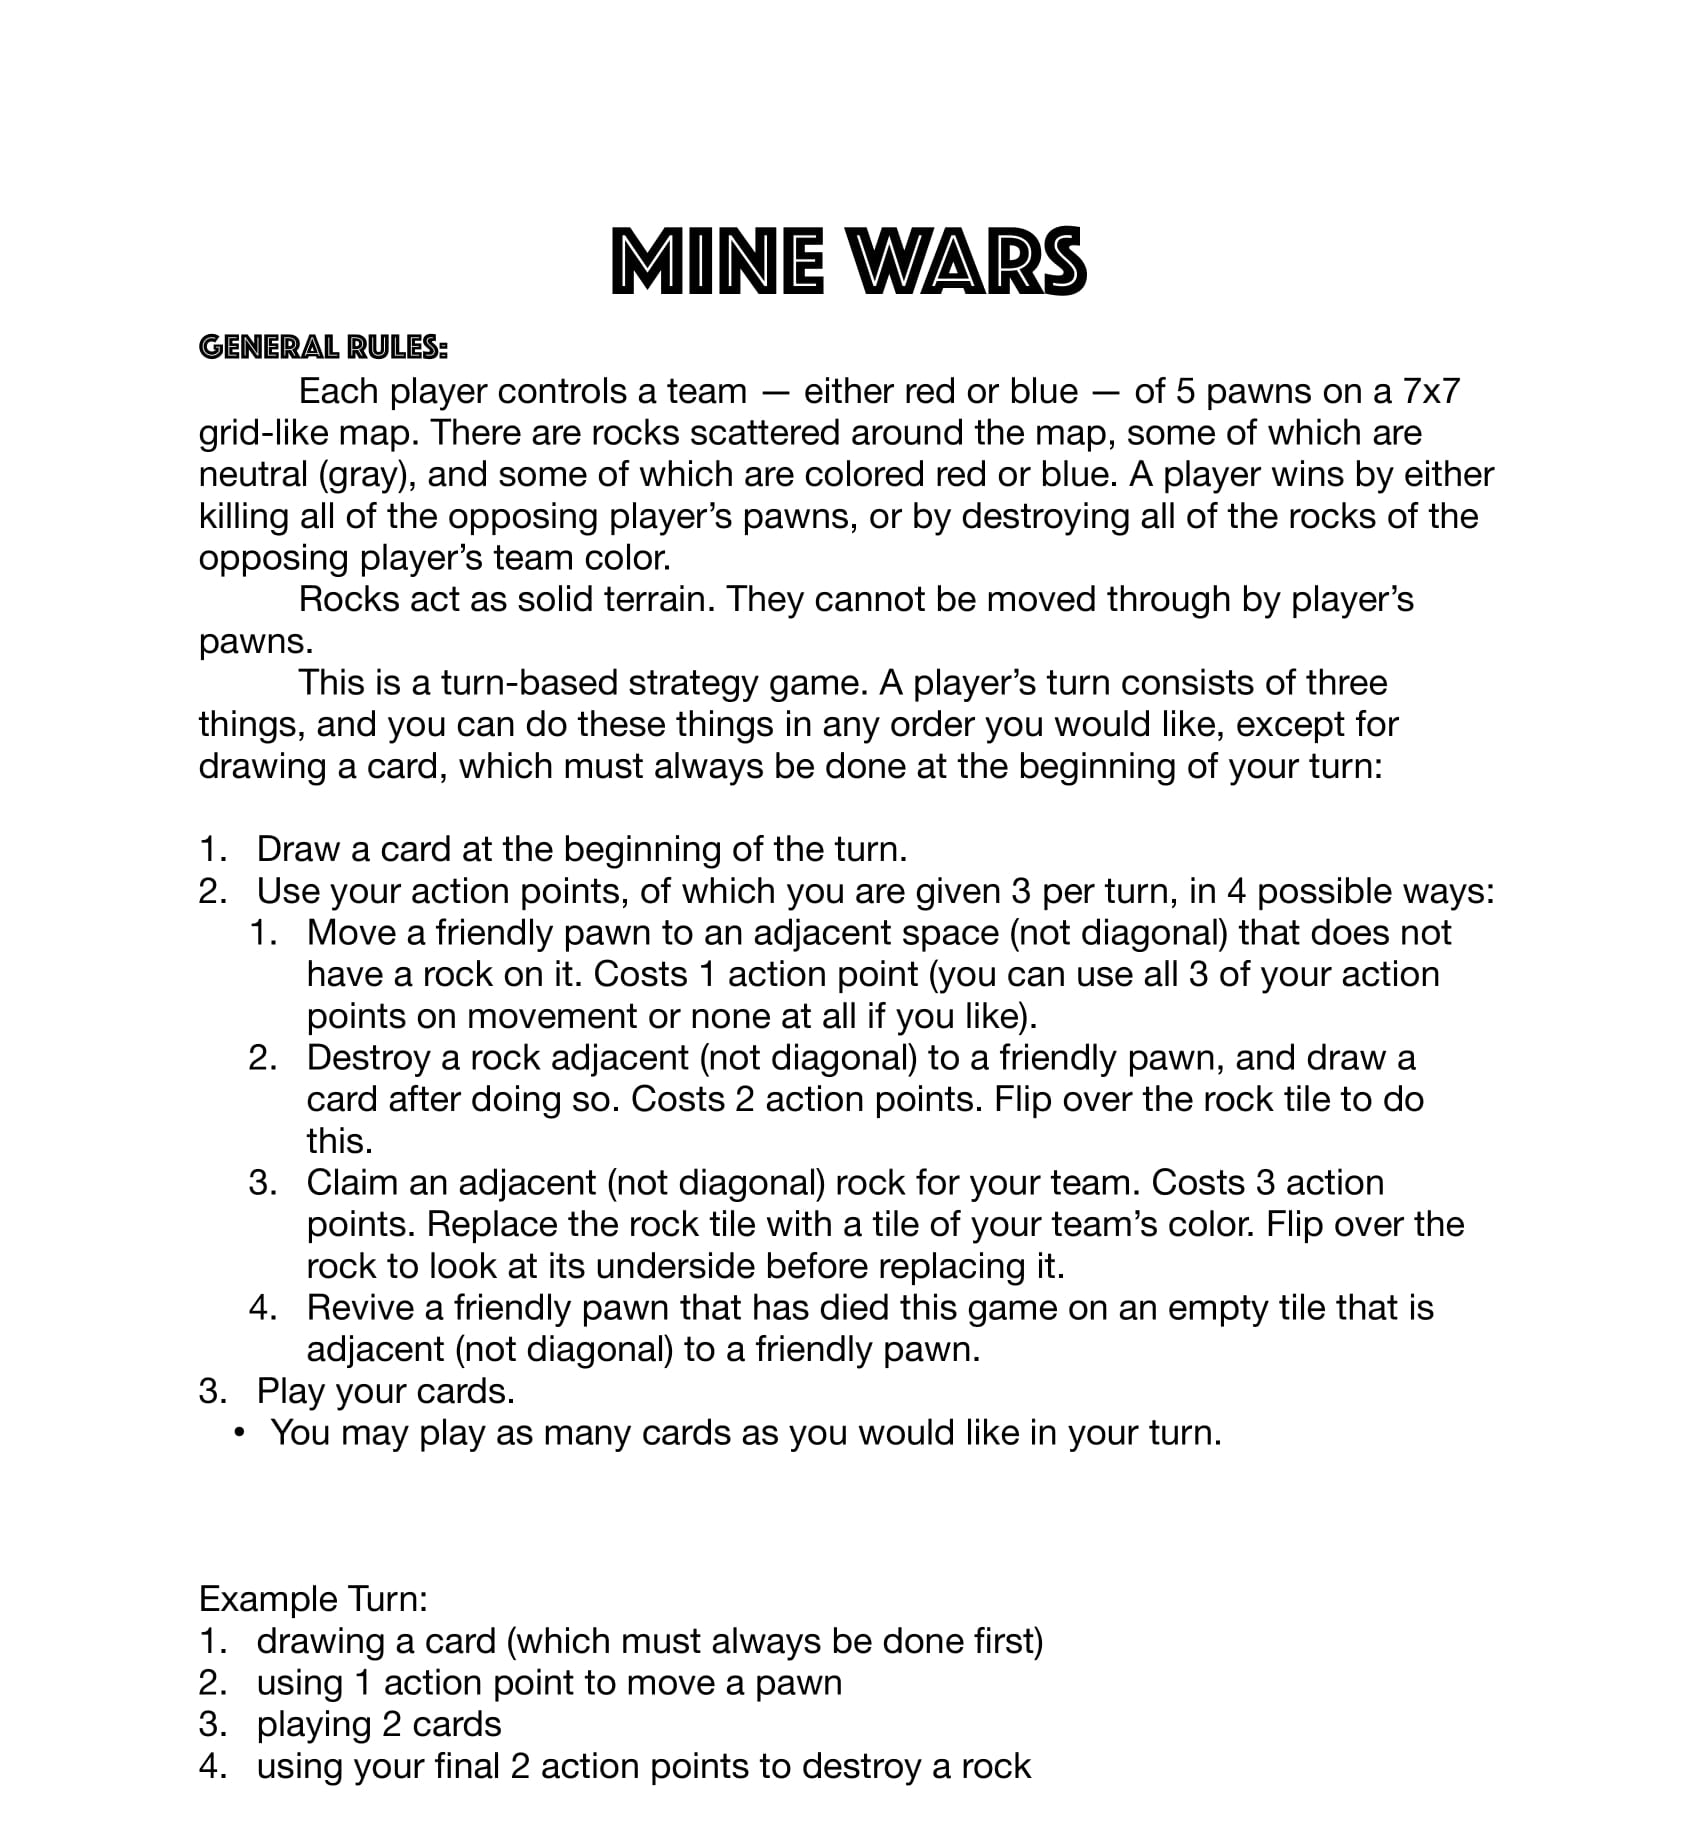 MINE WARS
GENERAL RULES:
Each player controls a team — either red or blue — of 5 pawns on a 7x7
grid-like map. There are rocks scattered around the map, some of which are
neutral (gray), and some of which are colored red or blue. A player wins by either
killing all of the opposing player’s pawns, or by destroying all of the rocks of the
opposing player’s team color.
Rocks act as solid terrain. They cannot be moved through by player’s
pawns.
This is a turn-based strategy game. A player’s turn consists of three
things, and you can do these things in any order you would like, except for
drawing a card, which must always be done at the beginning of your turn:
1. Draw a card at the beginning of the turn.
2. Use your action points, of which you are given 3 per turn, in 4 possible ways:
1. Move a friendly pawn to an adjacent space (not diagonal) that does not
have a rock on it. Costs 1 action point (you can use all 3 of your action
points on movement or none at all if you like).
2. Destroy a rock adjacent (not diagonal) to a friendly pawn, and draw a
card after doing so. Costs 2 action points. Flip over the rock tile to do
this.
3. Claim an adjacent (not diagonal) rock for your team. Costs 3 action
points. Replace the rock tile with a tile of your team’s color. Flip over the
rock to look at its underside before replacing it.
4. Revive a friendly pawn that has died this game on an empty tile that is
adjacent (not diagonal) to a friendly pawn.
3. Play your cards.
• You may play as many cards as you would like in your turn.
Example Turn:
1. drawing a card (which must always be done first)
2. using 1 action point to move a pawn
3. playing 2 cards
4. using your final 2 action points to destroy a rock